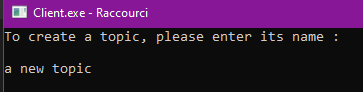 Client.exe - Raccourci
To create a topic, please enter its name :
a new topic